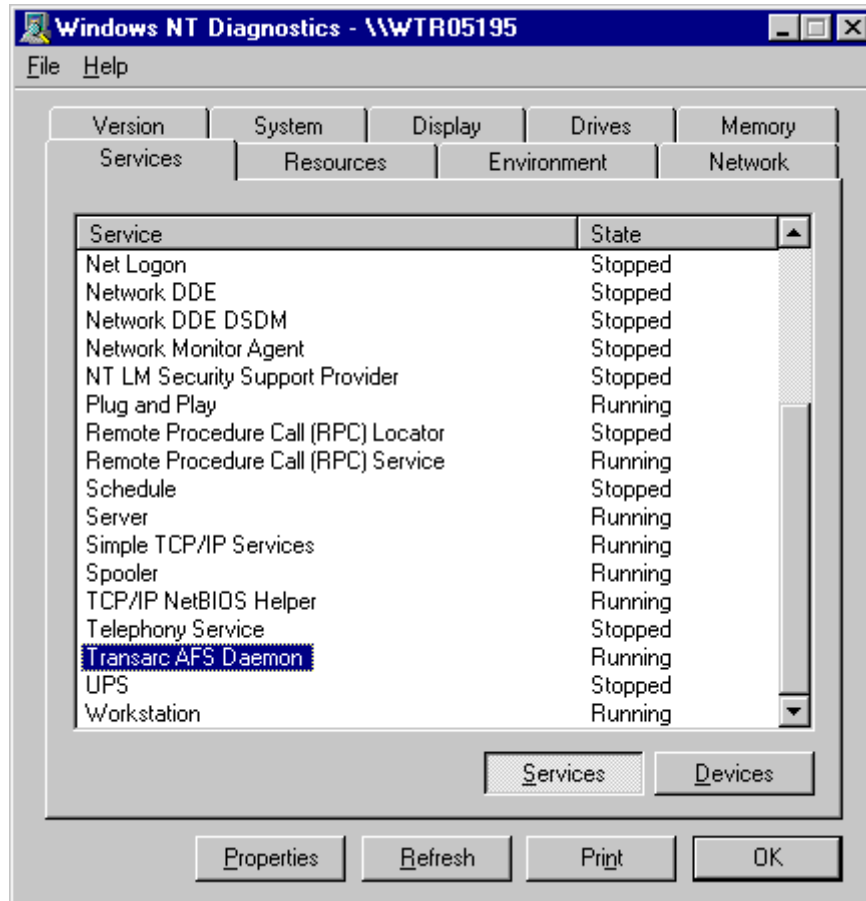 Windows NT Diagnostics - \\WTR05195
File Help
Version System Display Drives Memory
Services Resources Environment Network
Service State
Net Logon Stopped
Network DDE Stopped
Network DDE DSDM Stopped
Network Monitor Agent Stopped
NT LM Security Support Provider Stopped
Plug and Play Running
Remote Procedure Call (RPC) Locator Stopped
Remote Procedure Call (RPC) Service Running
Schedule Stopped
Server Running
Simple TCP/IP Services Running
Spooler Running
TCP/IP NetBIOS Helper Running
Telephony Service Stopped
Transarc AFS Daemon Running
UPS Stopped
Workstation Running
Services Devices
Properties Refresh Print OK